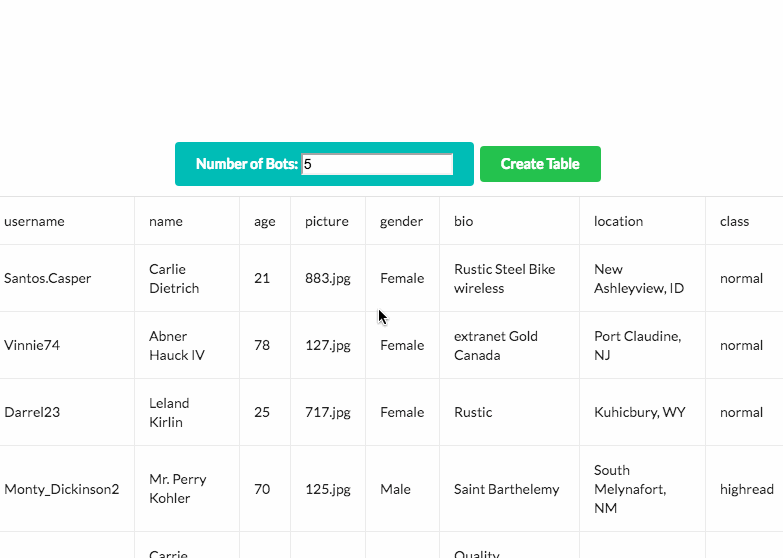 Number of Bots: 5
Create Table
username name age picture gender bio location class
Santos.Casper Carlie Dietrich 21 883.jpg Female Rustic Steel Bike wireless New Ashleyview, ID normal
Vinnie74 Abner Hauck IV 78 127.jpg Female extranet Gold Canada Port Claudine, NJ normal
Darrel23 Leland Kirlin 25 717.jpg Female Rustic Kuhicbury, WY normal
Monty_Dickinson2 Mr. Perry Kohler 70 125.jpg Male Saint Barthelemy South Melynafort, NM highread
Carrie Quality